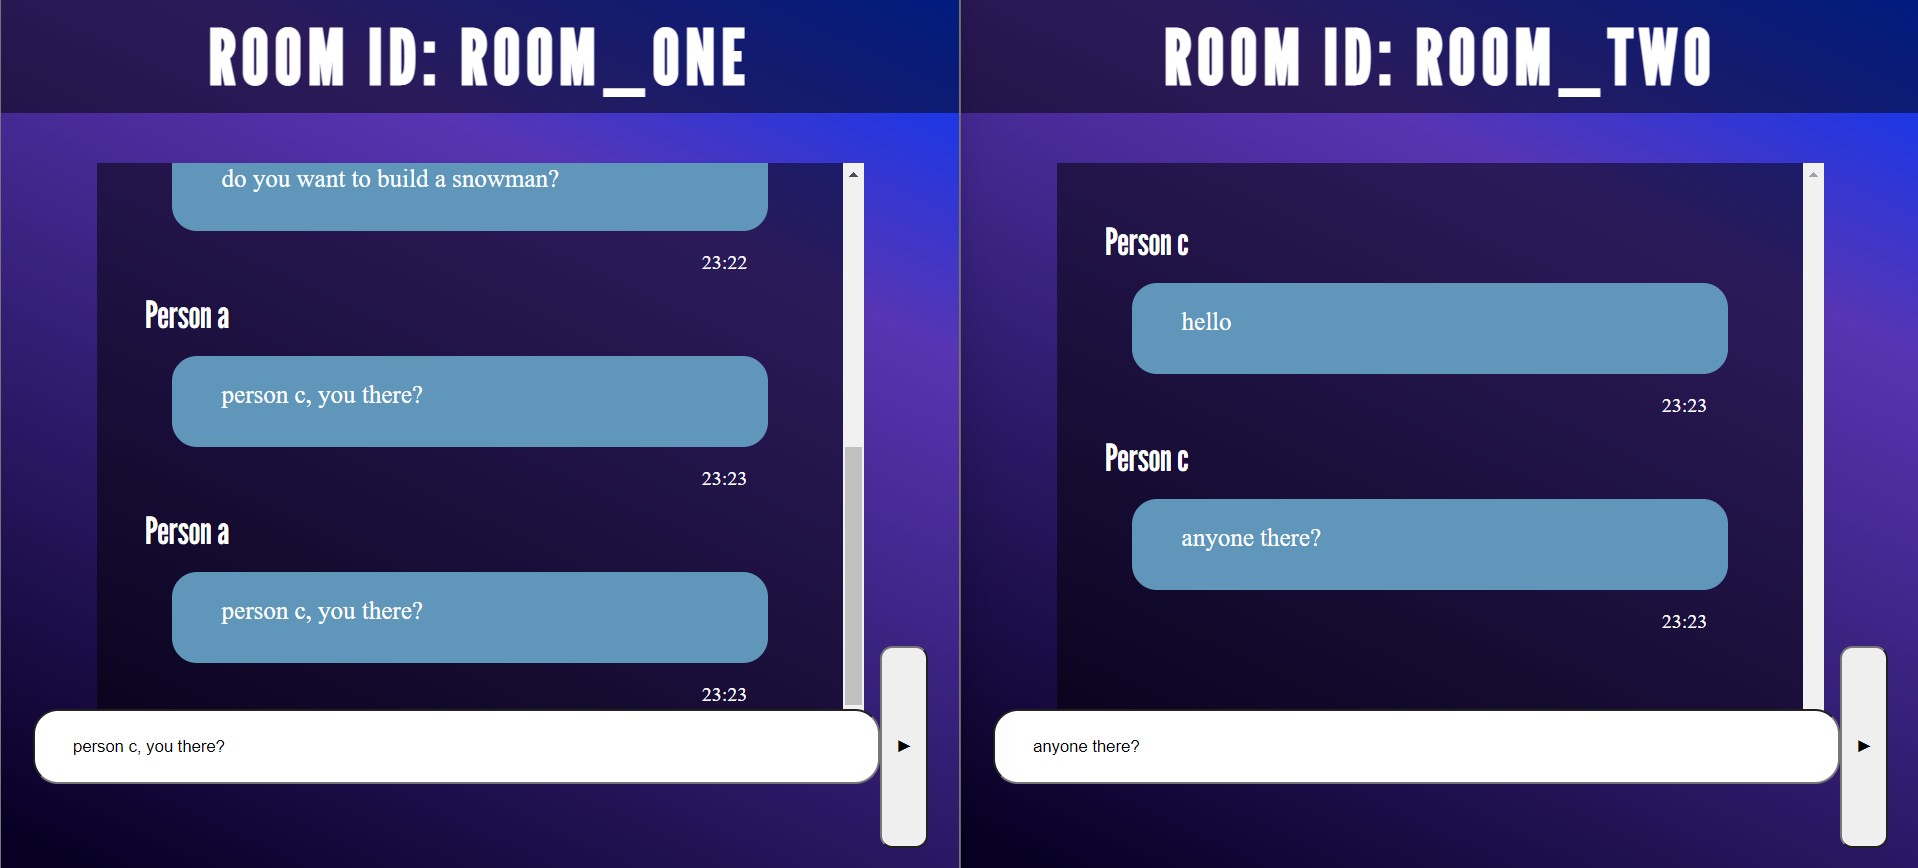 ROOM ID: ROOM_ONE
do you want to build a snowman?
23:22
Person a
person c, you there?
23:23
Person a
person c, you there?
23:23
person c, you there?
►
ROOM ID: ROOM_TWO
Person c
hello
23:23
Person c
anyone there?
23:23
anyone there?
►